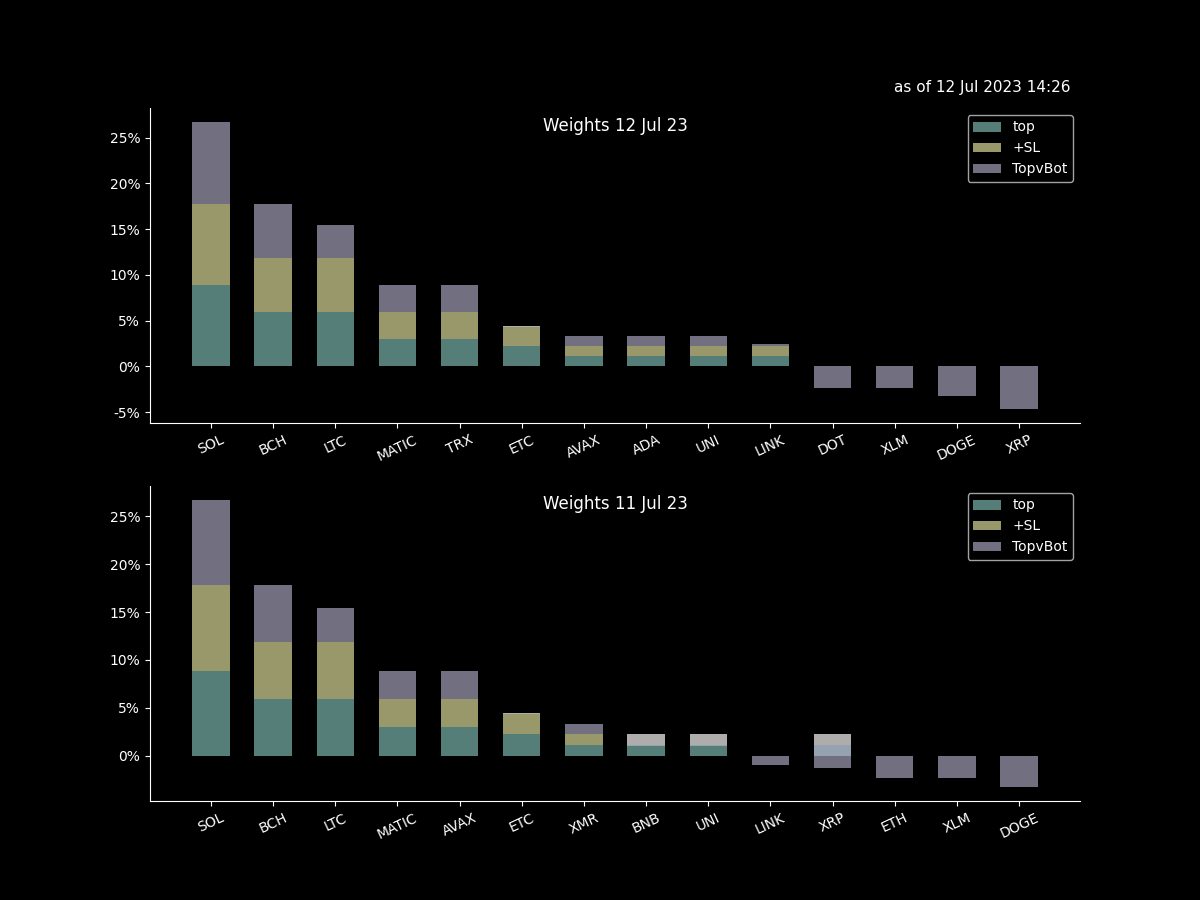 as of 12 Jul 2023 14:26
Weights 12 Jul 23
top
+SL
TopvBot
25%
20%
15%
10%
5%
0%
-5%
SOL BCH LTC MATIC TRX ETC AVAX ADA UNI LINK DOT XLM DOGE XRP
Weights 11 Jul 23
top
+SL
TopvBot
25%
20%
15%
10%
5%
0%
SOL BCH LTC MATIC AVAX ETC XMR BNB UNI LINK XRP ETH XLM DOGE